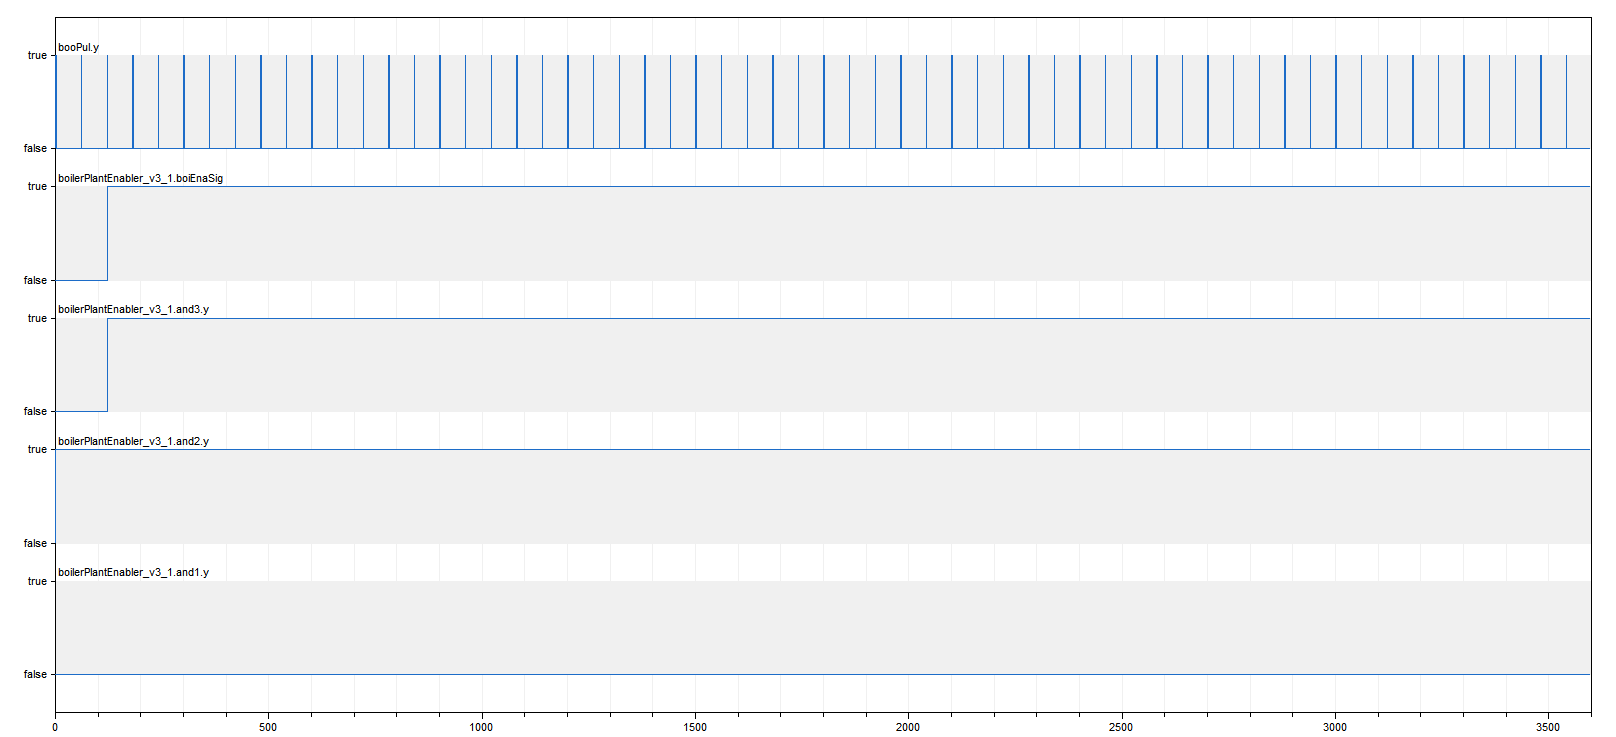 booPul.y
true
false
boilerPlantEnabler_v3_1.boiEnaSig
true
false
boilerPlantEnabler_v3_1.and3.y
true
false
boilerPlantEnabler_v3_1.and2.y
true
false
boilerPlantEnabler_v3_1.and1.y
true
false
0 500 1000 1500 2000 2500 3000 3500